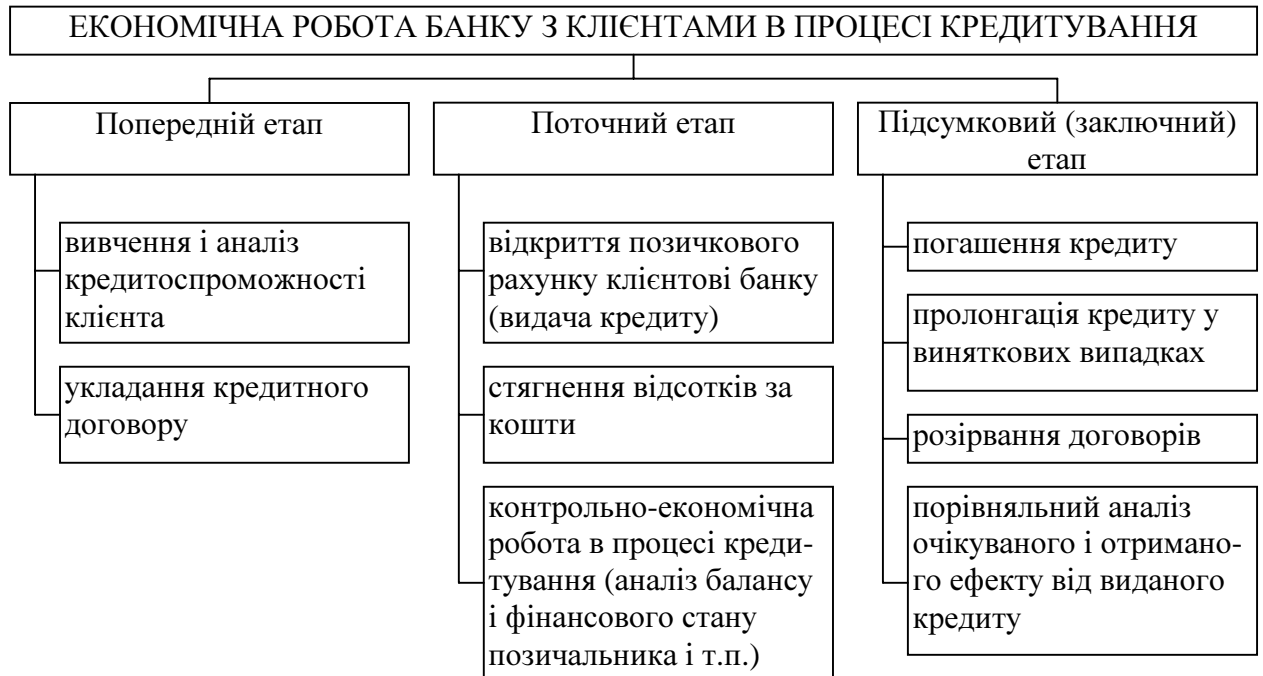 ЕКОНОМІЧНА РОБОТА БАНКУ З КЛІЄНТАМИ В ПРОЦЕСІ КРЕДИТУВАННЯ
Попередній етап
вивчення і аналіз
кредитоспроможності
клієнта
укладання кредитного
договору
Поточний етап
відкриття позичкового
рахунку клієнтові банку
(видача кредиту)
стягнення відсотків за
кошти
контрольно-економічна
робота в процесі креди-
тування (аналіз балансу
і фінансового стану
позичальника і т.п.)
Підсумковий (заключний)
етап
погашення кредиту
пролонгація кредиту у
виняткових випадках
розірвання договорів
порівняльний аналіз
очікуваного і отримано-
го ефекту від виданого
кредиту